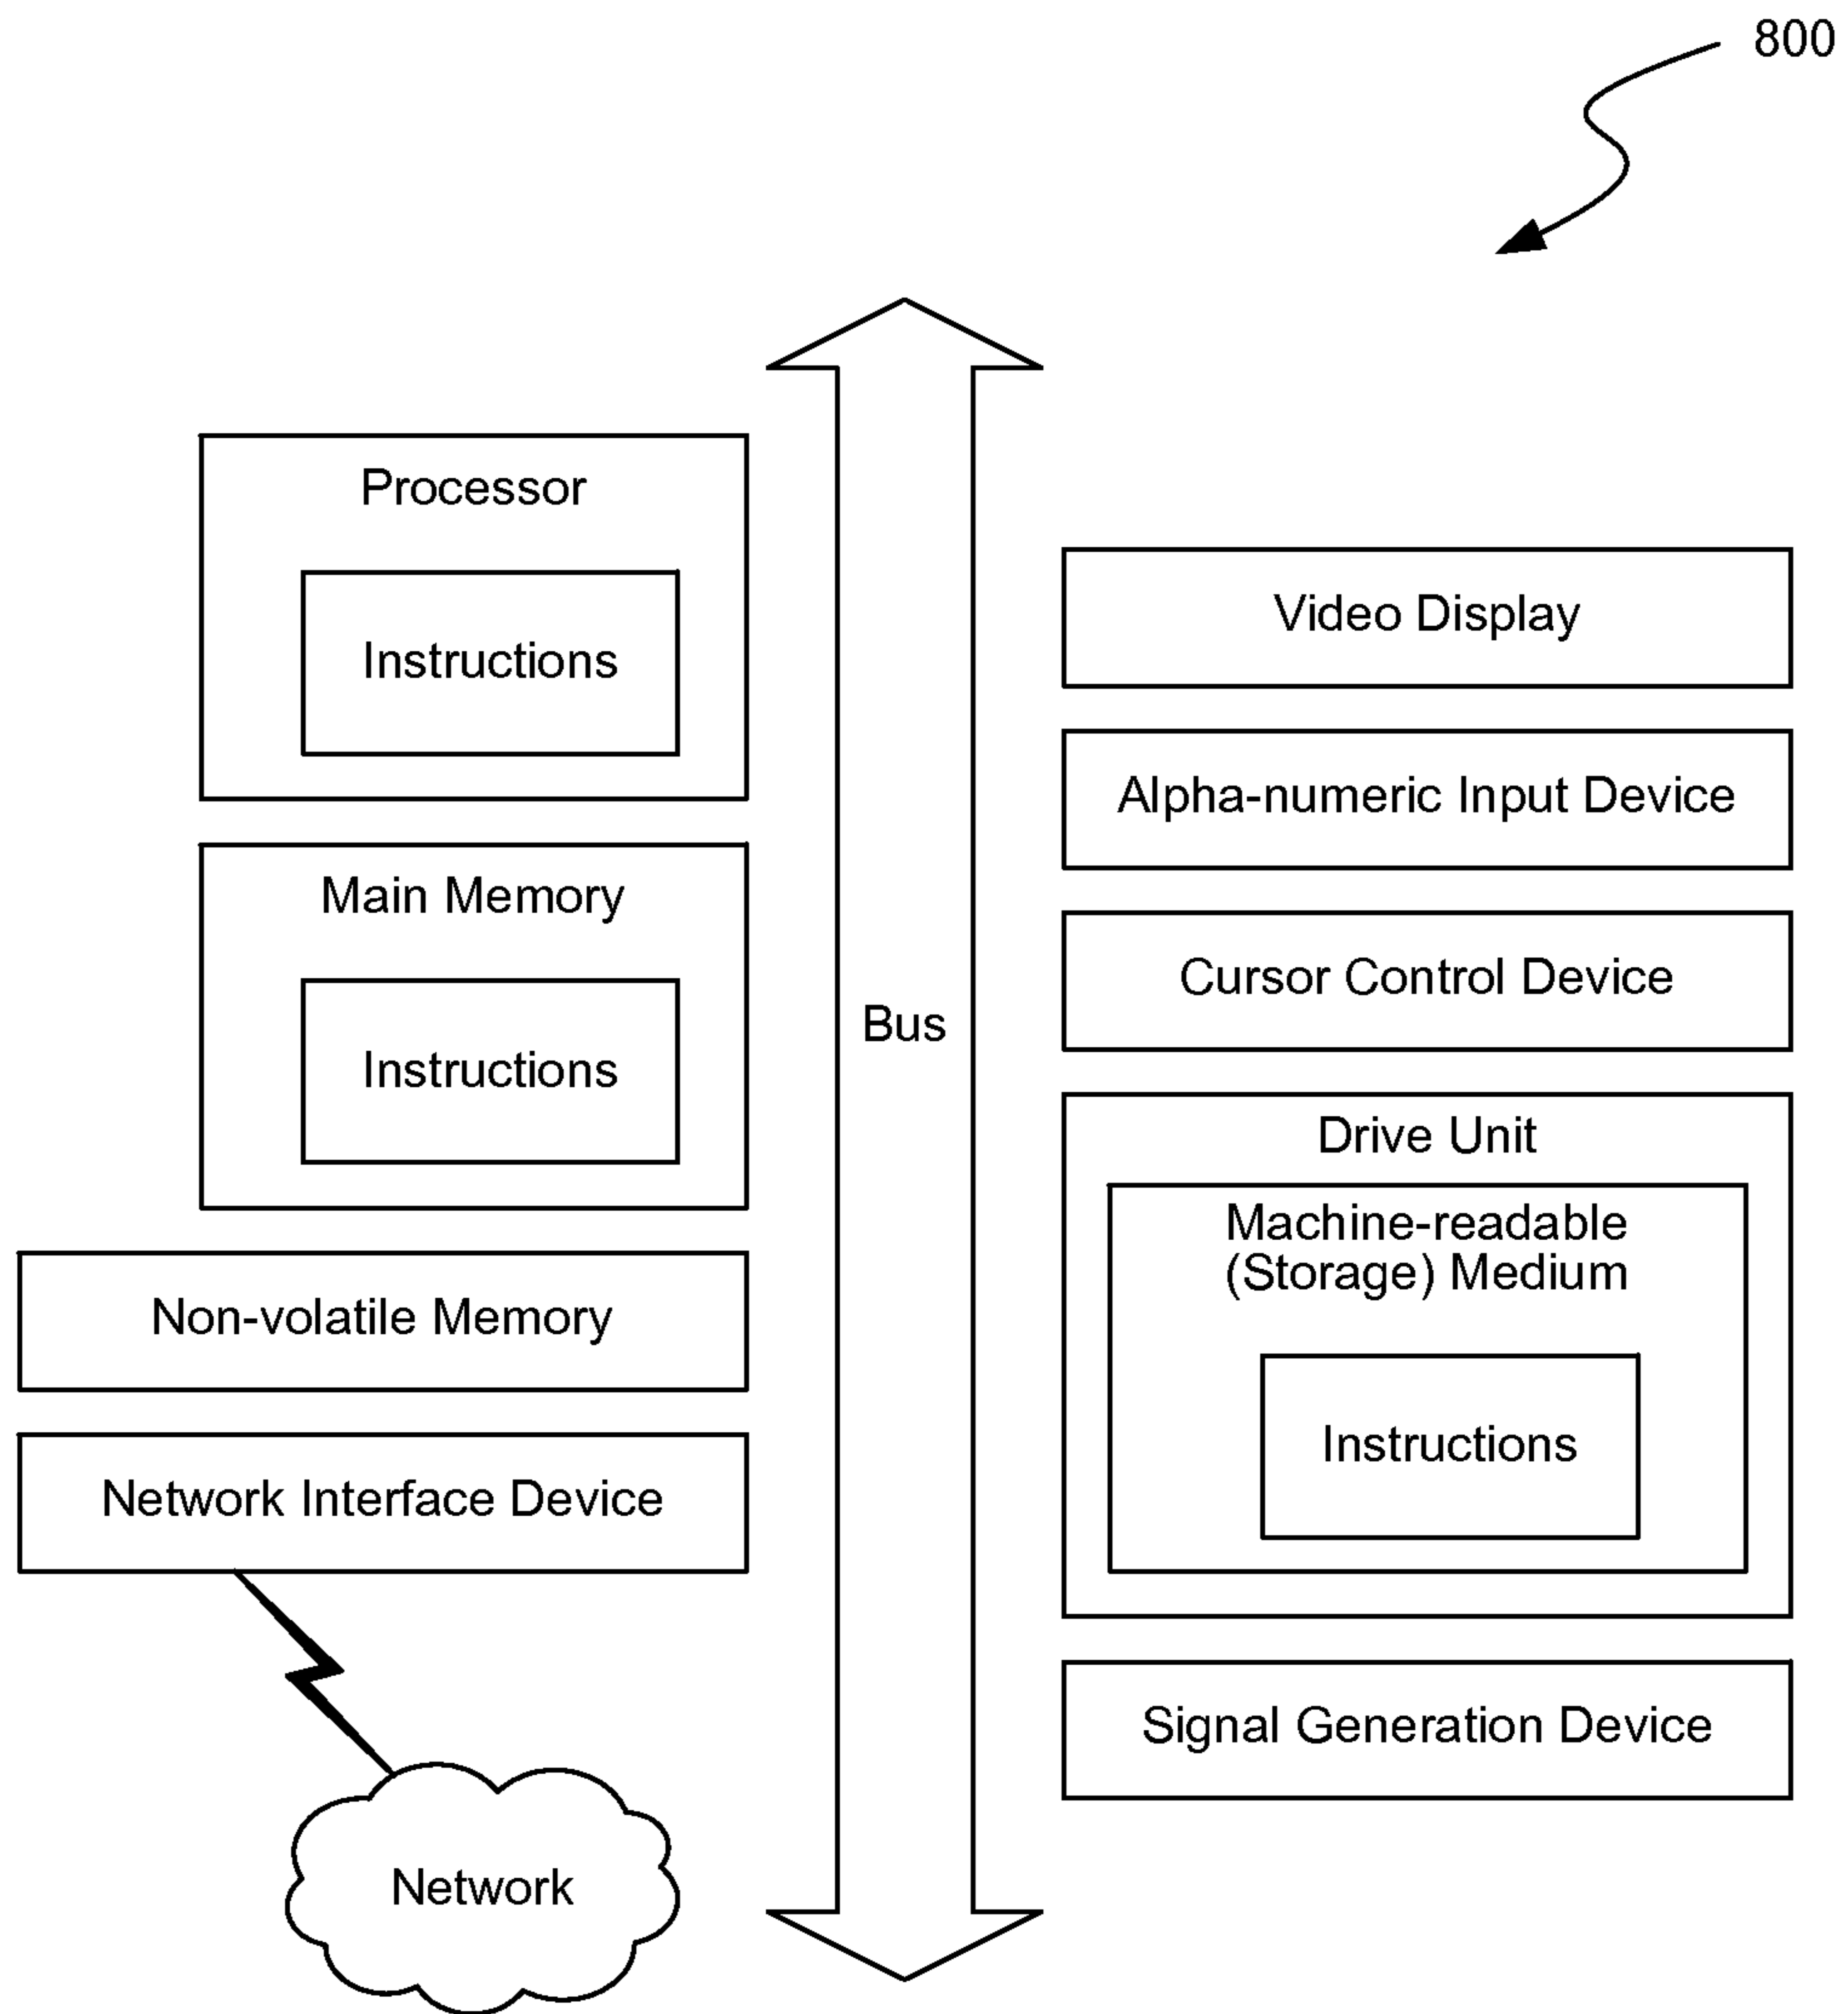 800
Processor
Instructions
Main Memory
Instructions
Non-volatile Memory
Network Interface Device
Network
Bus
Video Display
Alpha-numeric Input Device
Cursor Control Device
Drive Unit
Machine-readable
(Storage) Medium
Instructions
Signal Generation Device